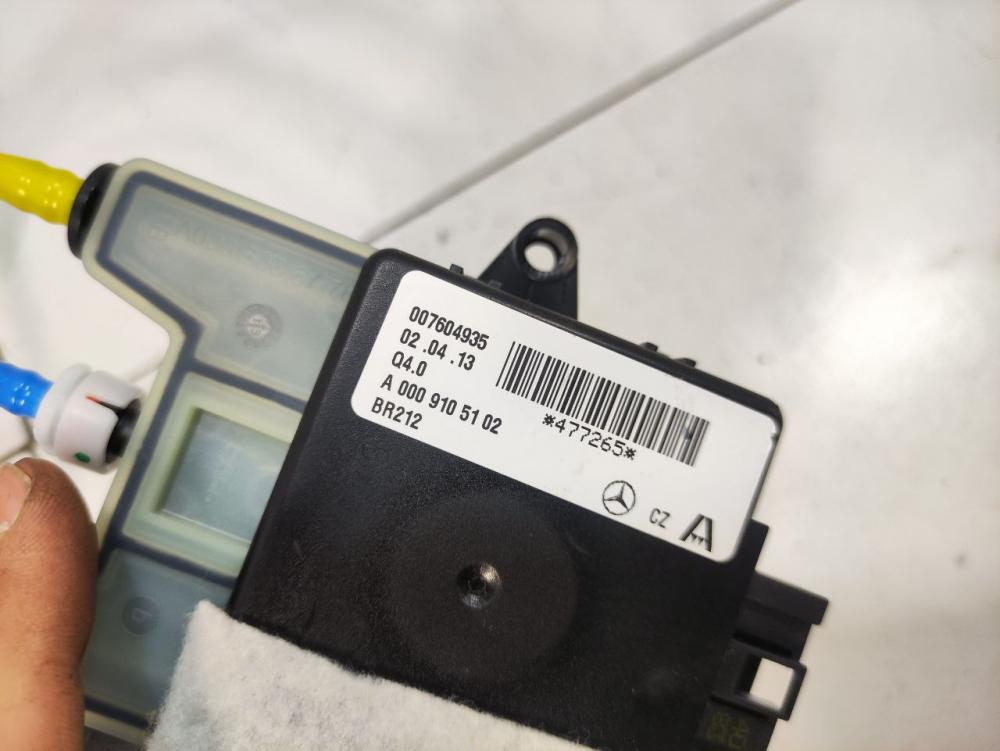 007604935
02.04.13
Q4.0
A 000 910 51 02
BR212
*477265*
CZ